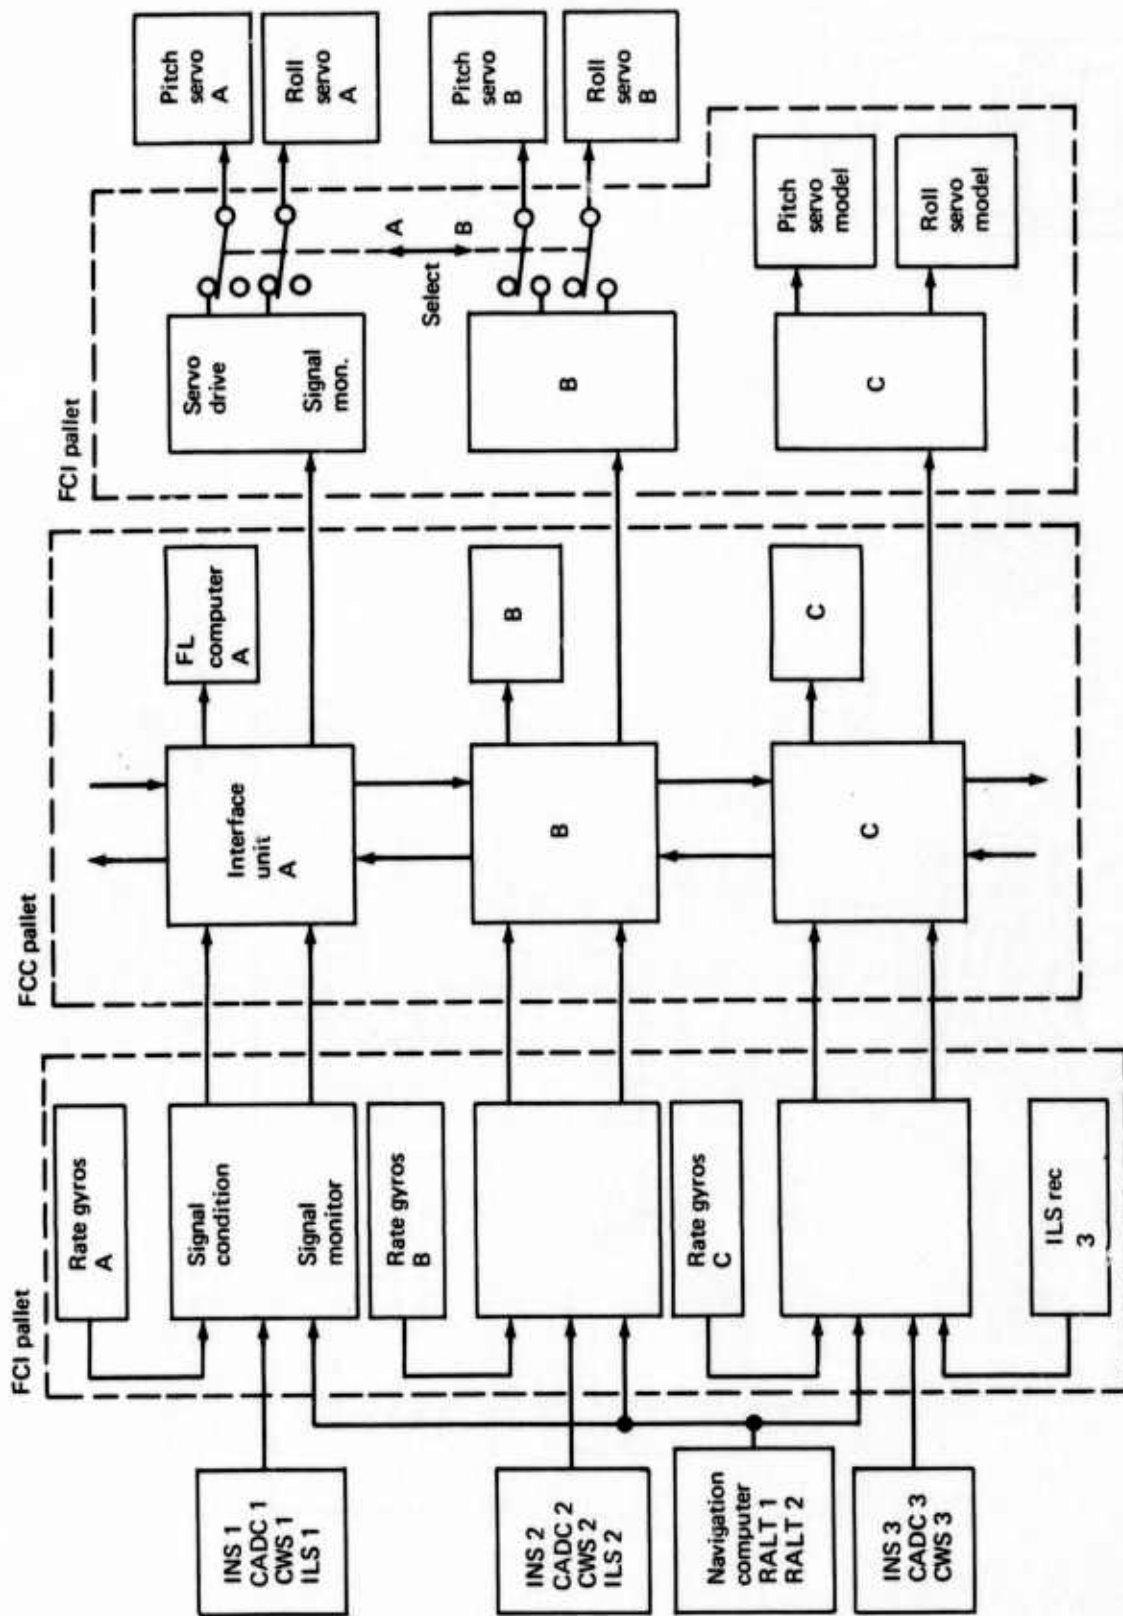 FCI pallet
Rate gyros
A
Signal
condition
Signal
monitor
Rate gyros
B
Rate gyros
C
ILS rec
3
INS 1
CADC 1
CWS 1
ILS 1
INS 2
CADC 2
CWS 2
ILS 2
Navigation
computer
RALT 1
RALT 2
INS 3
CADC 3
CWS 3
FCC pallet
Interface
unit
A
FL
computer
A
B
B
C
C
FCI pallet
Servo
drive
Signal
mon.
B
C
Select
A
B
Pitch
servo
A
Roll
servo
A
Pitch
servo
B
Roll
servo
B
Pitch
servo
model
Roll
servo
model